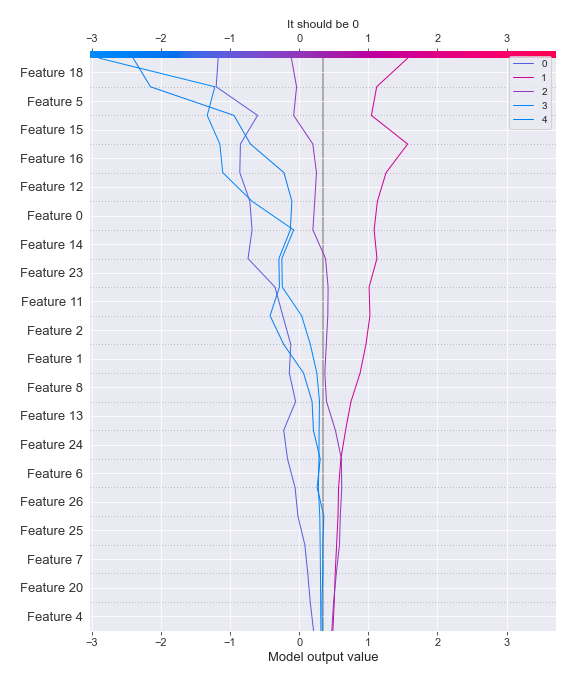 It should be 0
−3 −2 −1 0 1 2 3
0
1
2
3
4
Feature 18
Feature 5
Feature 15
Feature 16
Feature 12
Feature 0
Feature 14
Feature 23
Feature 11
Feature 2
Feature 1
Feature 8
Feature 13
Feature 24
Feature 6
Feature 26
Feature 25
Feature 7
Feature 20
Feature 4
−3 −2 −1 0 1 2 3
Model output value